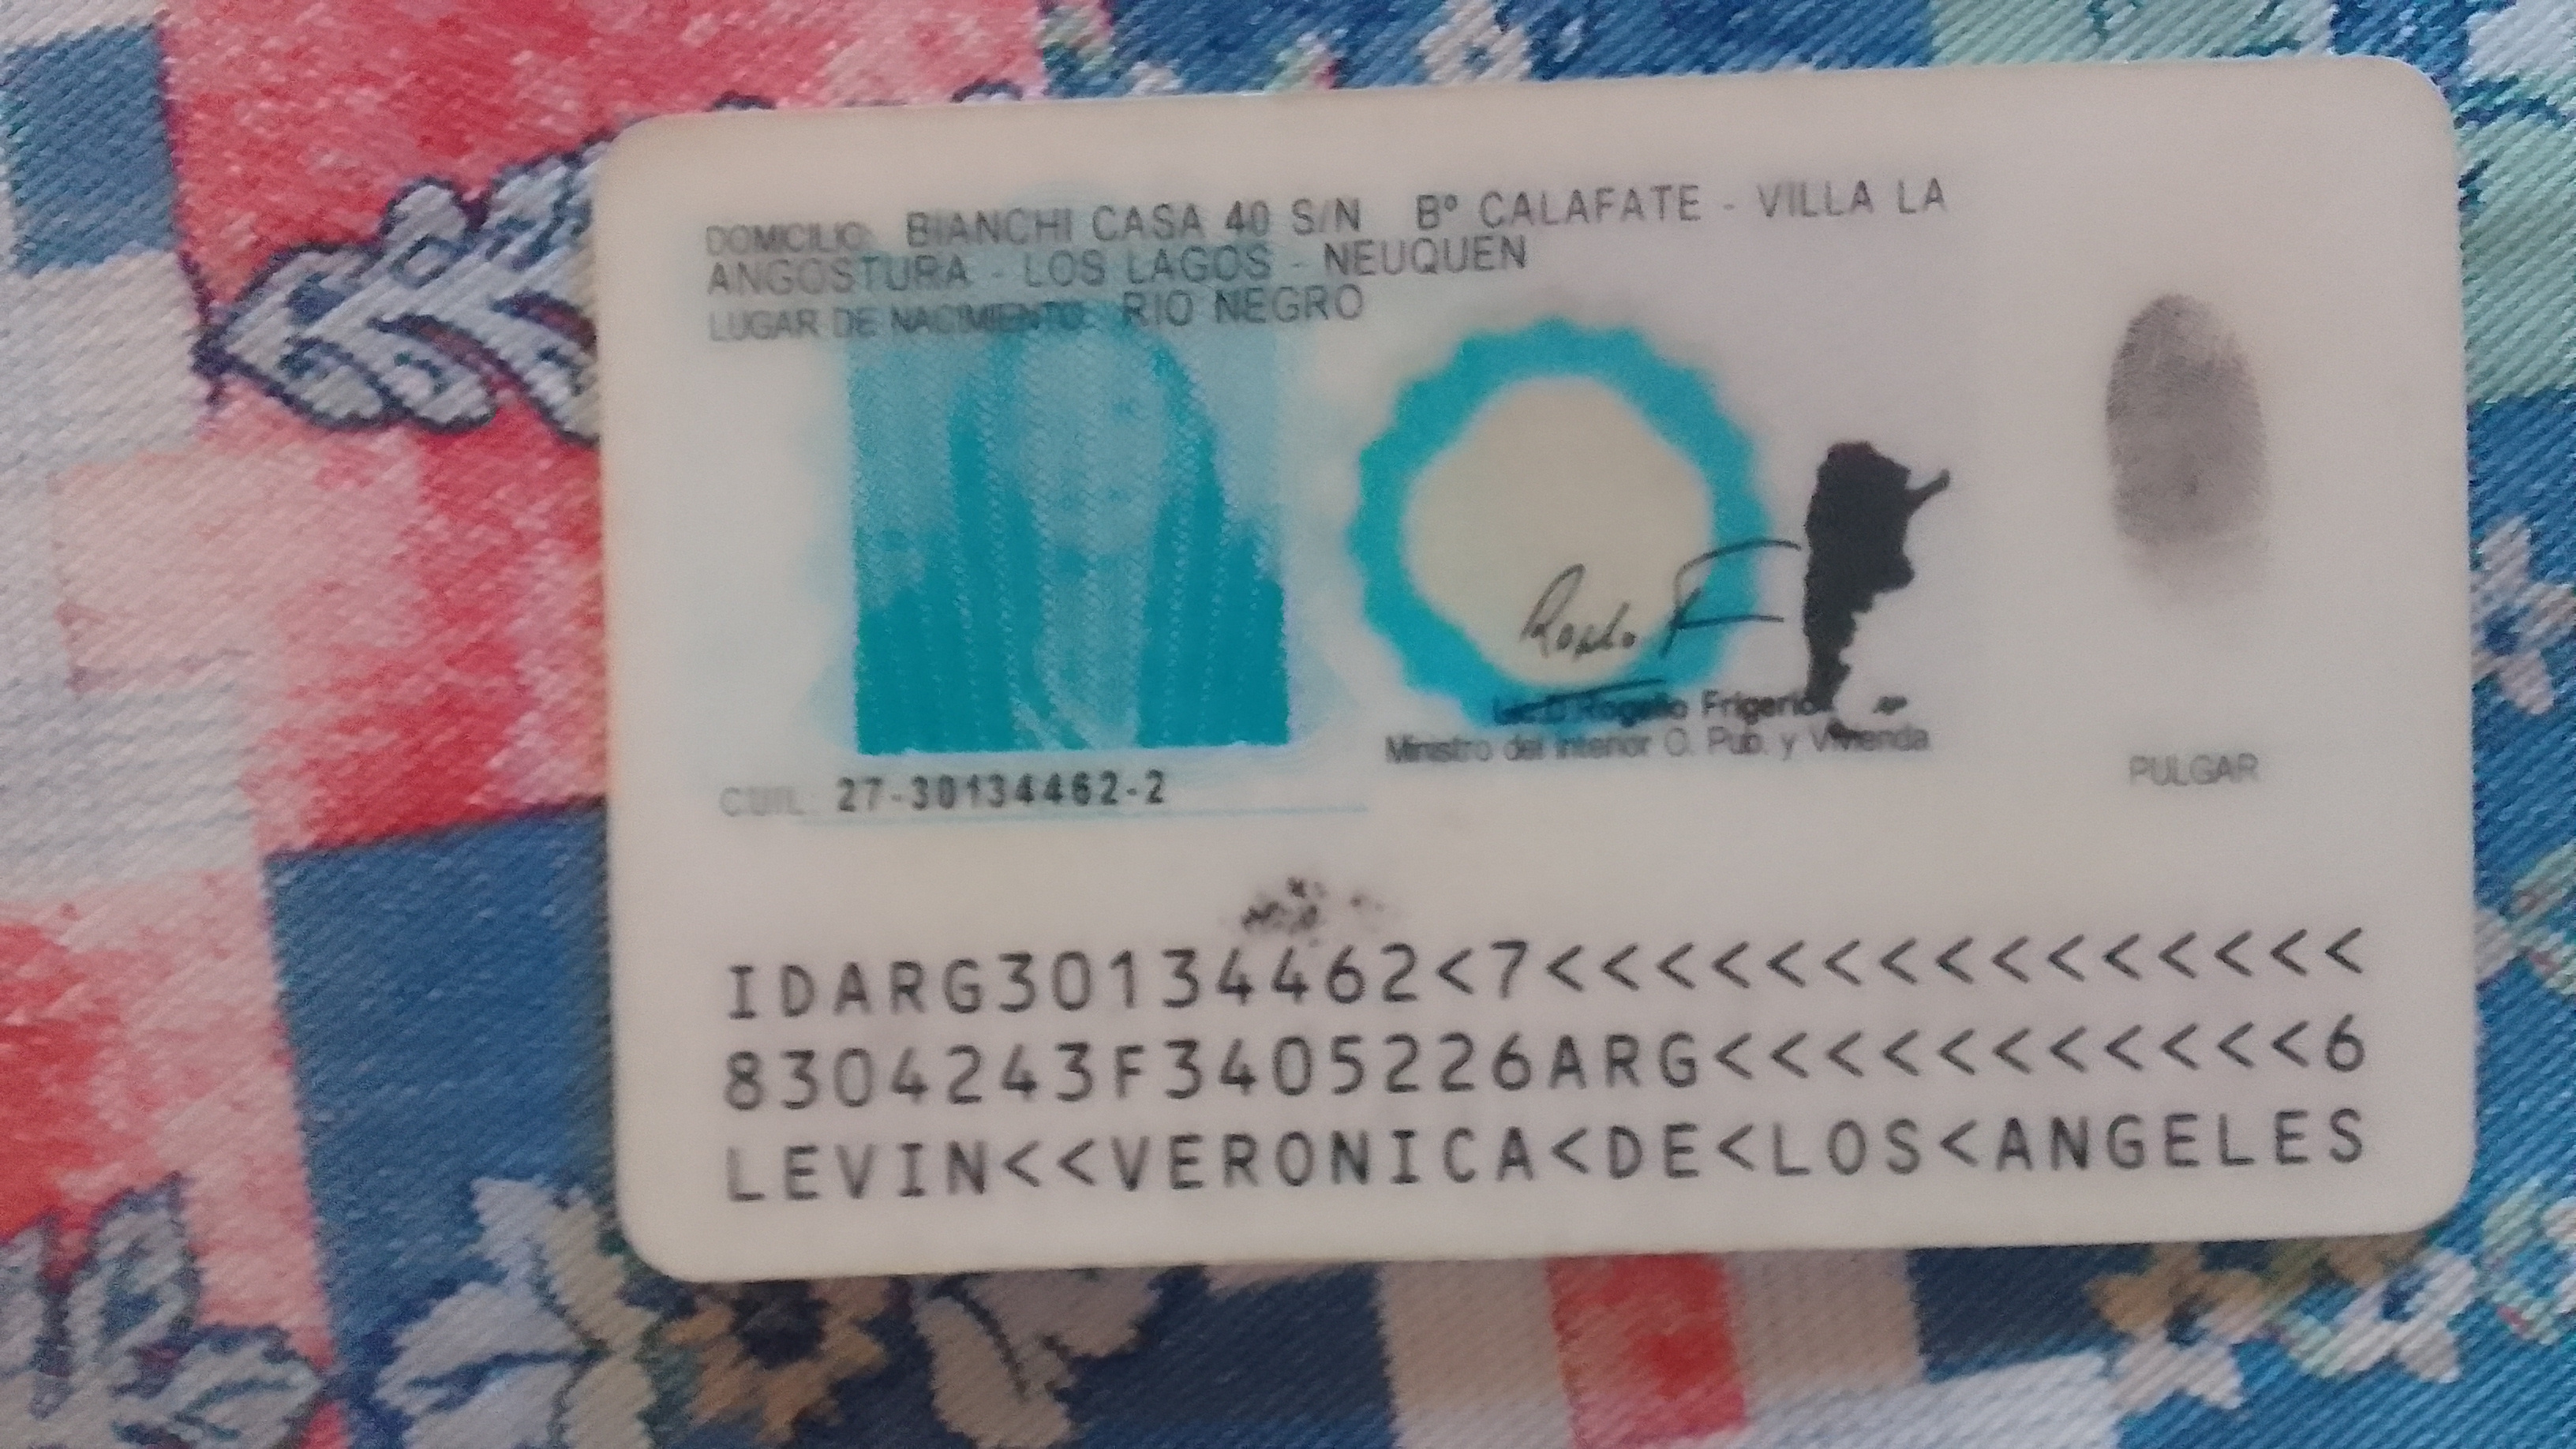 DOMICILIO: BIANCHI CASA 40 S/N Bº CALAFATE - VILLA LA
ANGOSTURA - LOS LAGOS - NEUQUEN
LUGAR DE NACIMIENTO: RIO NEGRO
Rogelio Frigerio
Ministro del Interior O. Pub. y Vivienda
CUIL: 27-30134462-2
PULGAR
IDARG30134462<7<<<<<<<<<<<<<<<
8304243F3405226ARG<<<<<<<<<<<6
LEVIN<<VERONICA<DE<LOS<ANGELES